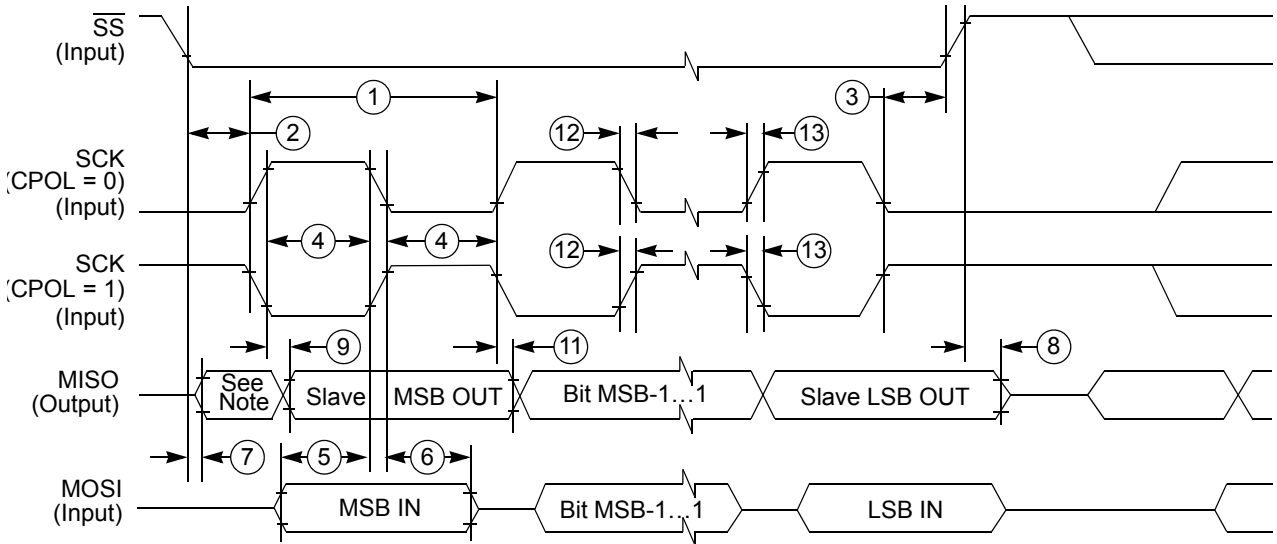 SS
(Input)
1
3
2
12
13
SCK
(CPOL = 0)
(Input)
4
4
12
13
SCK
(CPOL = 1)
(Input)
9
11
8
MISO
(Output)
See
Note
Slave
MSB OUT
Bit MSB-1…1
Slave LSB OUT
7
5
6
MOSI
(Input)
MSB IN
Bit MSB-1…1
LSB IN